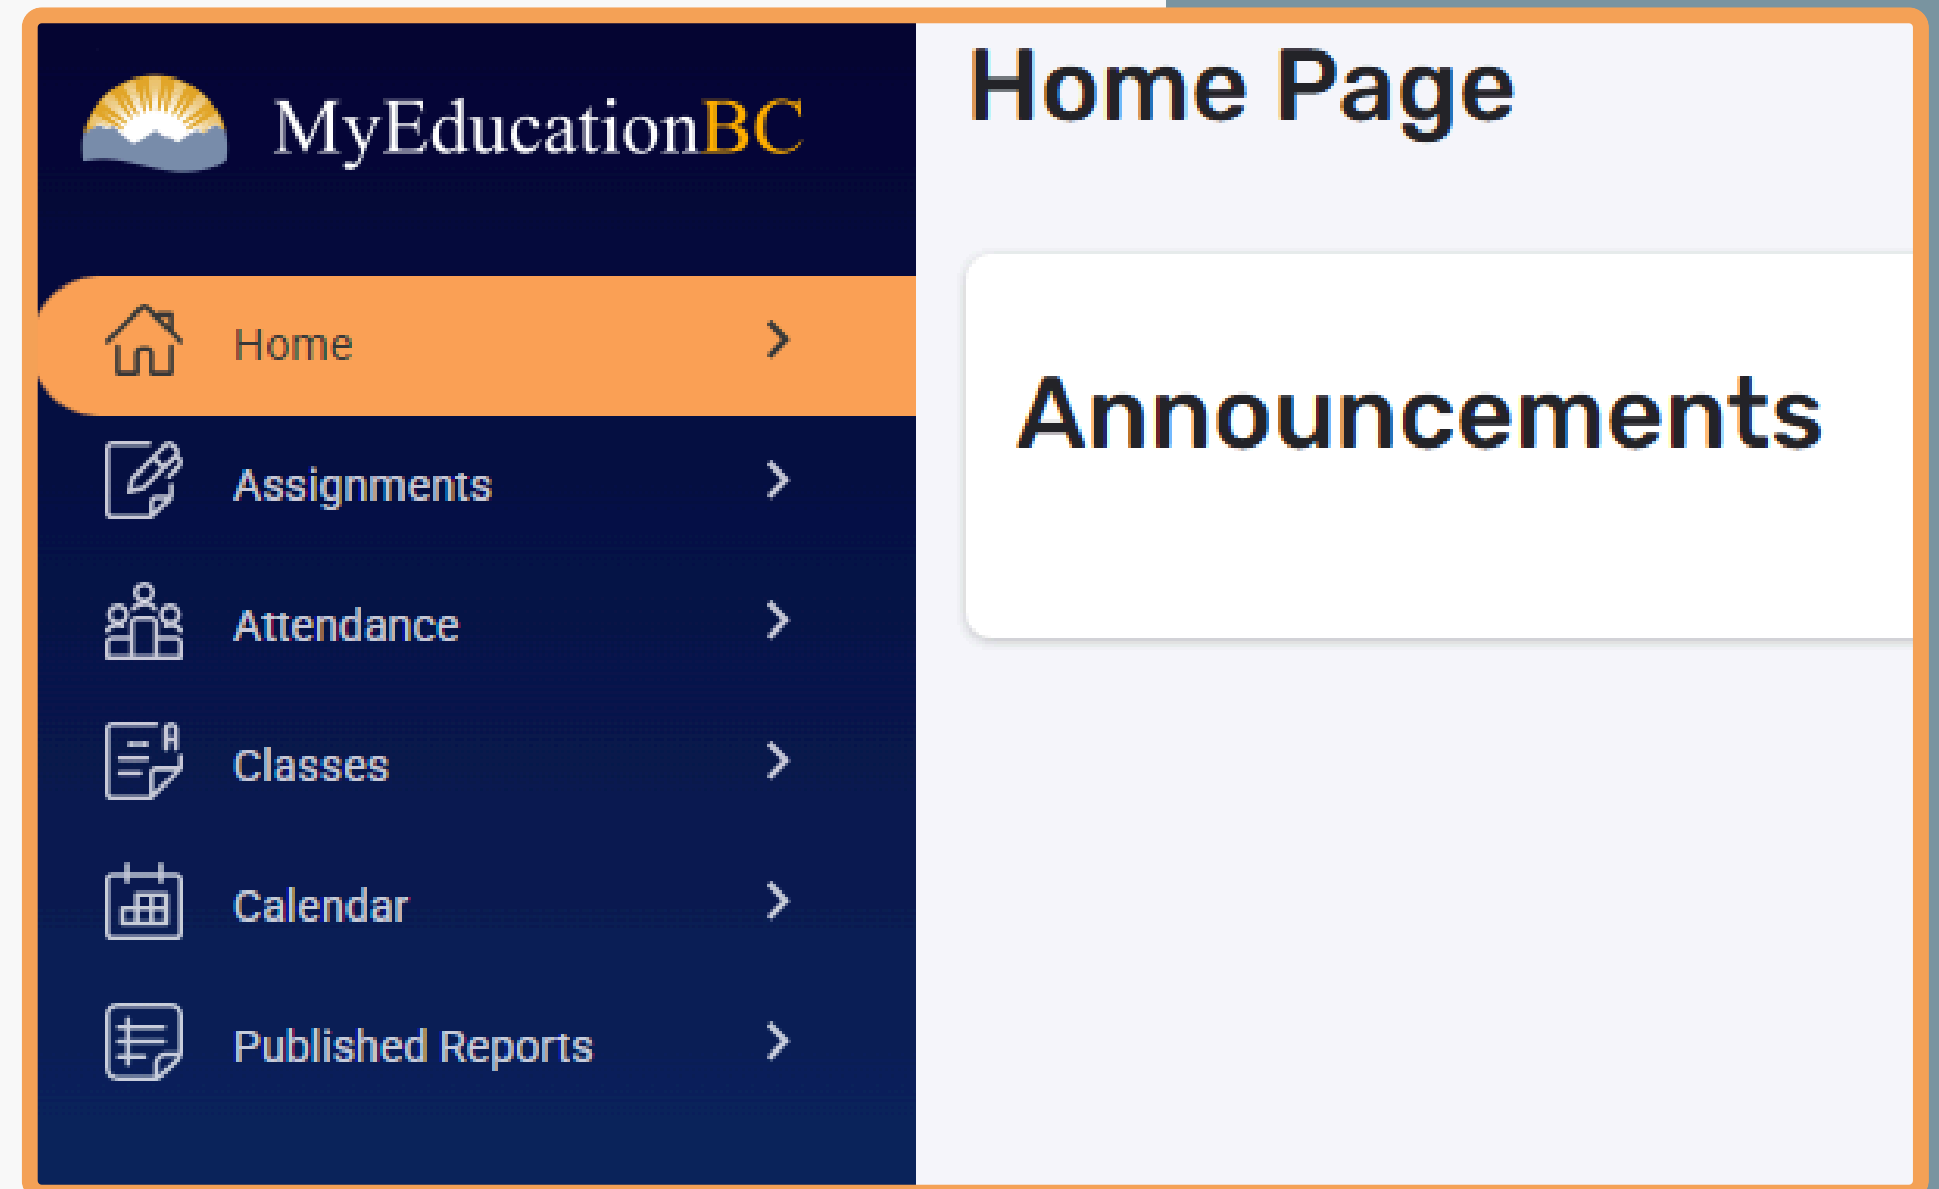 MyEducationBC
Home
Assignments
Attendance
Classes
Calendar
Published Reports
Home Page
Announcements